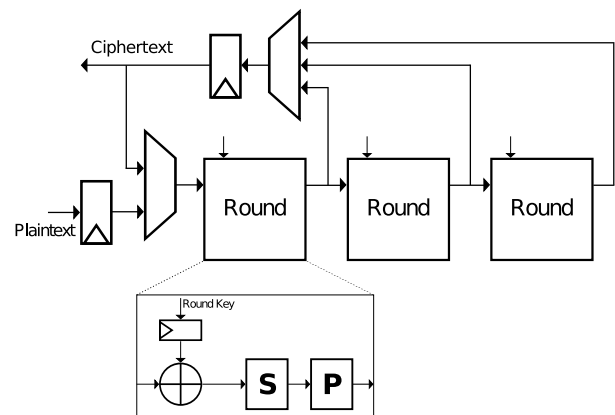 Ciphertext
Plaintext
Round
Round
Round
Round Key
S
P